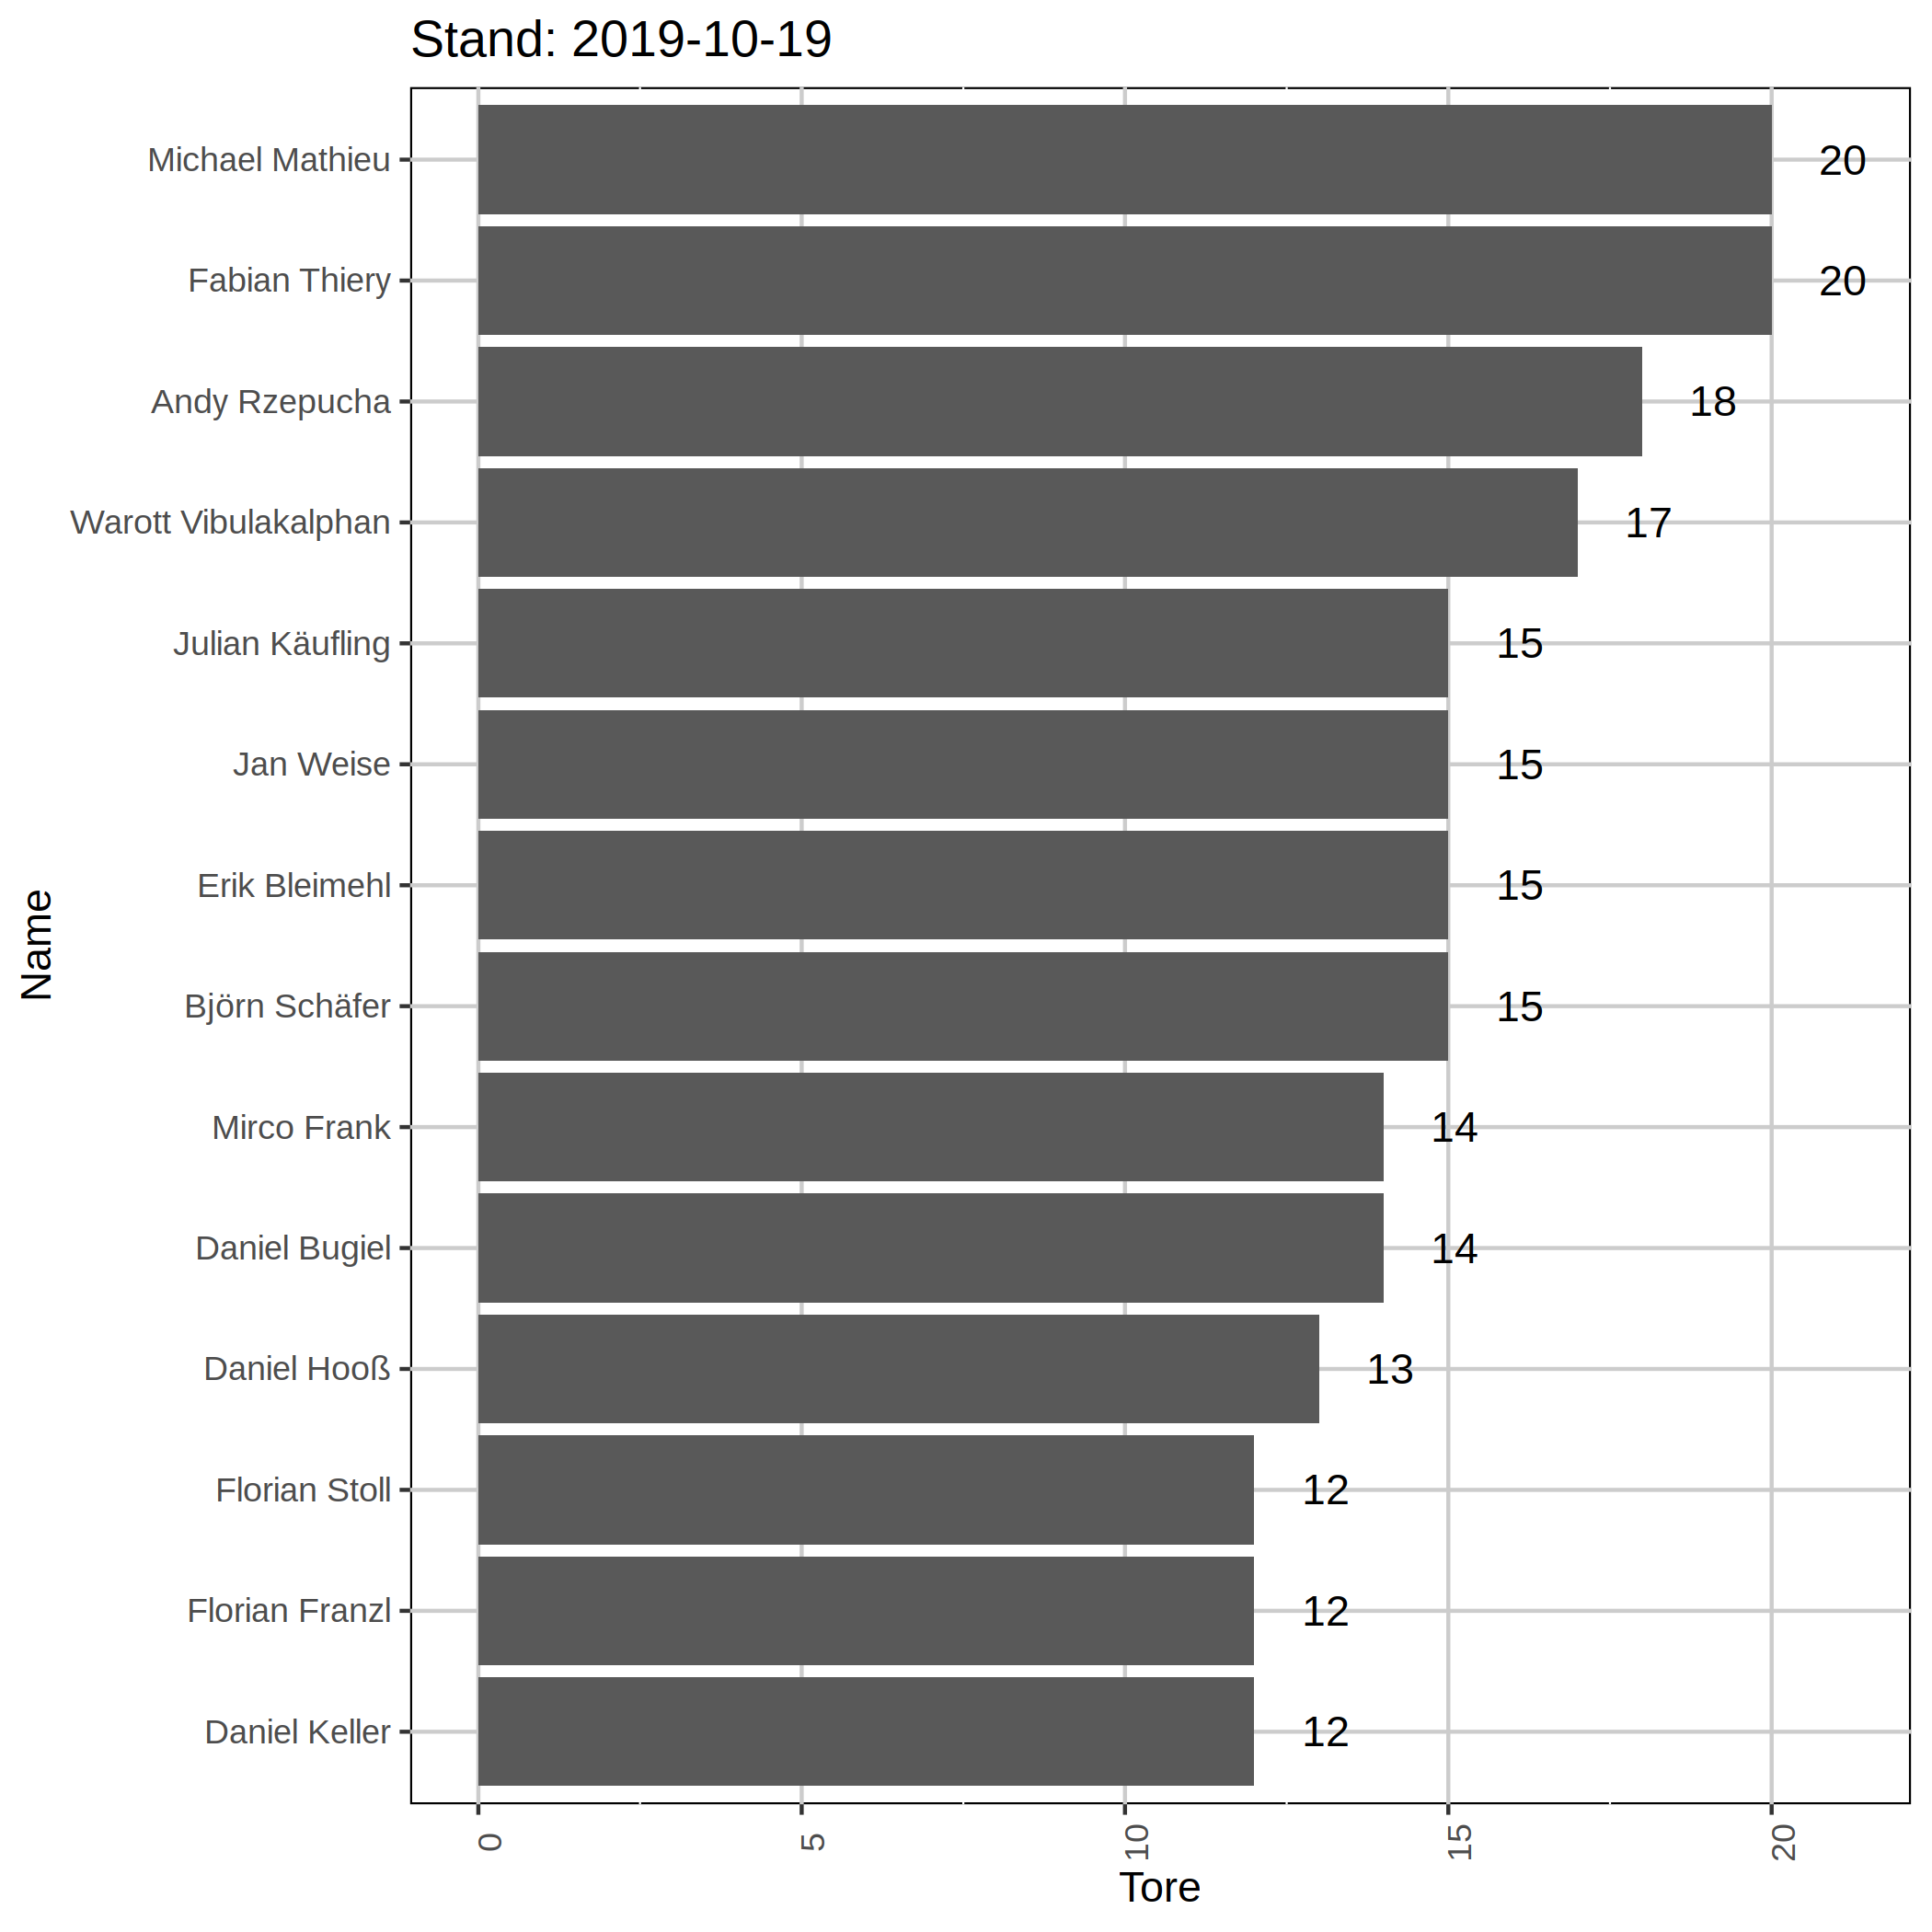 Stand: 2019-10-19
Michael Mathieu 20
Fabian Thiery 20
Andy Rzepucha 18
Warott Vibulakalphan 17
Julian Käufling 15
Jan Weise 15
Erik Bleimehl 15
Björn Schäfer 15
Mirco Frank 14
Daniel Bugiel 14
Daniel Hooß 13
Florian Stoll 12
Florian Franzl 12
Daniel Keller 12
Name
0 5 10 15 20
Tore